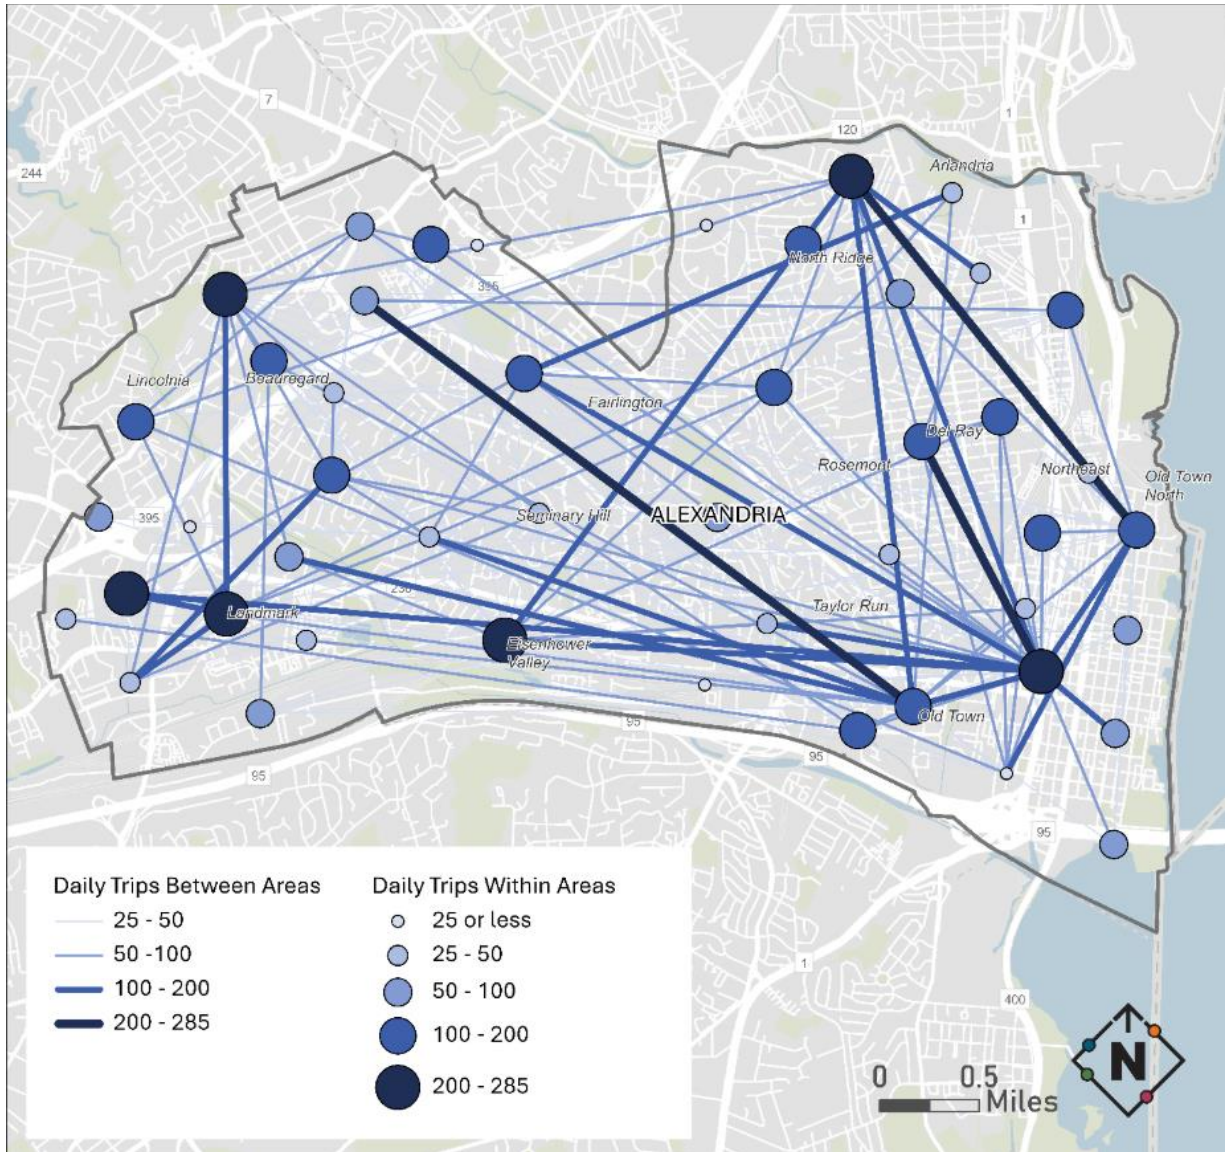 7
120
1
244
Arlandria
1
North Ridge
395
Lincolnia
Beauregard
Fairlington
Del Ray
Rosemont
Northeast
Old Town
North
Seminary Hill
ALEXANDRIA
395
236
Taylor Run
Landmark
Eisenhower
Valley
Old Town
95
95
95
95
Daily Trips Between Areas
25 - 50
50 -100
100 - 200
200 - 285
Daily Trips Within Areas
25 or less
25 - 50
50 - 100
100 - 200
200 - 285
1
400
0 0.5
Miles
N